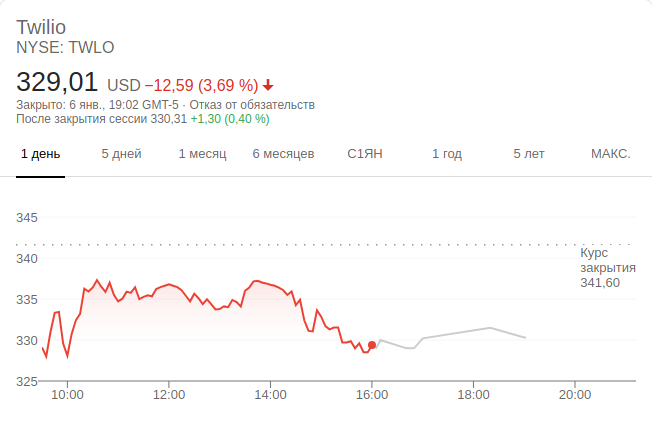 Twilio
NYSE: TWLO
329,01 USD −12,59 (3,69 %)
Закрыто: 6 янв., 19:02 GMT-5 · Отказ от обязательств
После закрытия сессии 330,31 +1,30 (0,40 %)
1 день 5 дней 1 месяц 6 месяцев С1ЯН 1 год 5 лет МАКС.
345
Курс
340
закрытия
341,60
335
330
325
10:00 12:00 14:00 16:00 18:00 20:00